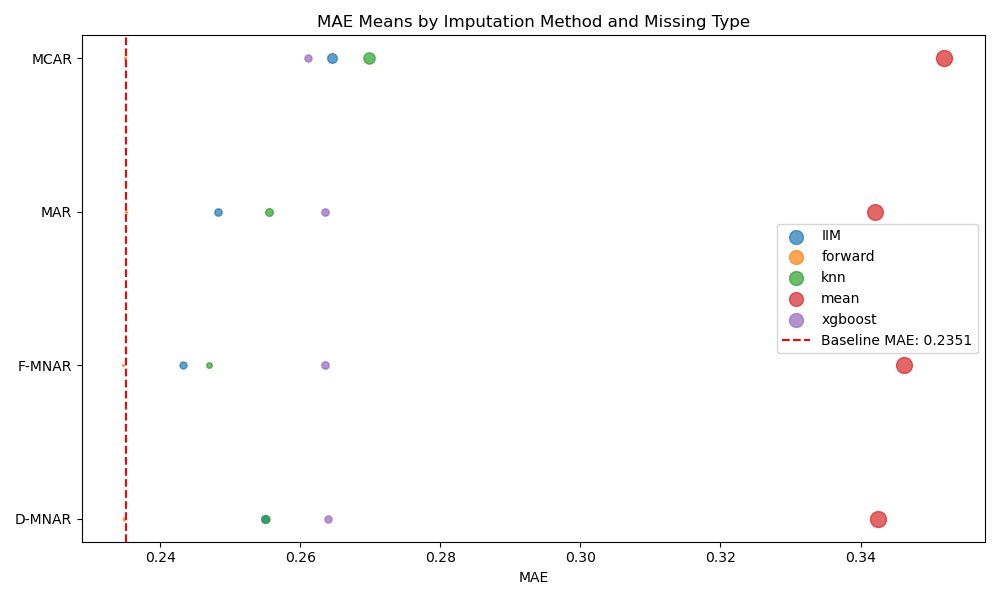 MAE Means by Imputation Method and Missing Type
MCAR
MAR
F-MNAR
D-MNAR
IIM
forward
knn
mean
xgboost
Baseline MAE: 0.2351
0.24 0.26 0.28 0.30 0.32 0.34
MAE